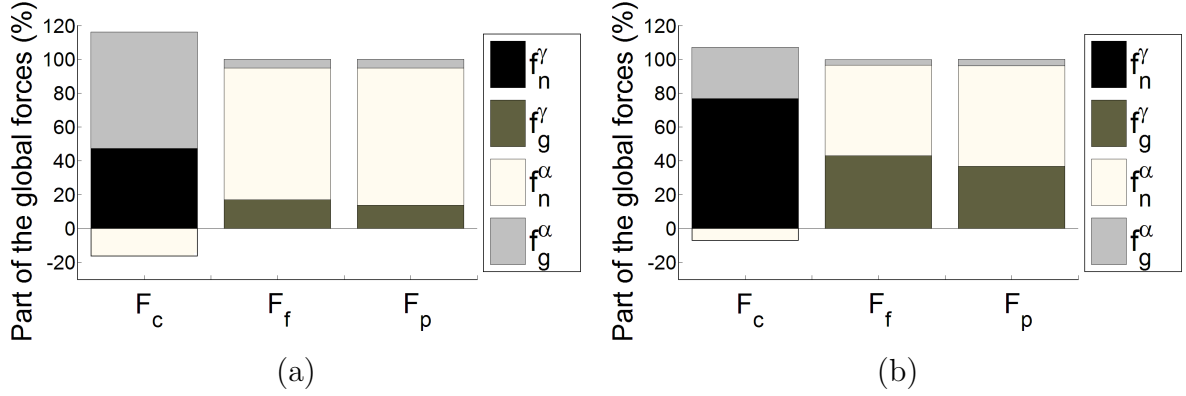 Part of the global forces (%)
120
100
80
60
40
20
0
-20
F_c F_f F_p
f_n^γ
f_g^γ
f_n^α
f_g^α
(a)
Part of the global forces (%)
120
100
80
60
40
20
0
-20
F_c F_f F_p
f_n^γ
f_g^γ
f_n^α
f_g^α
(b)